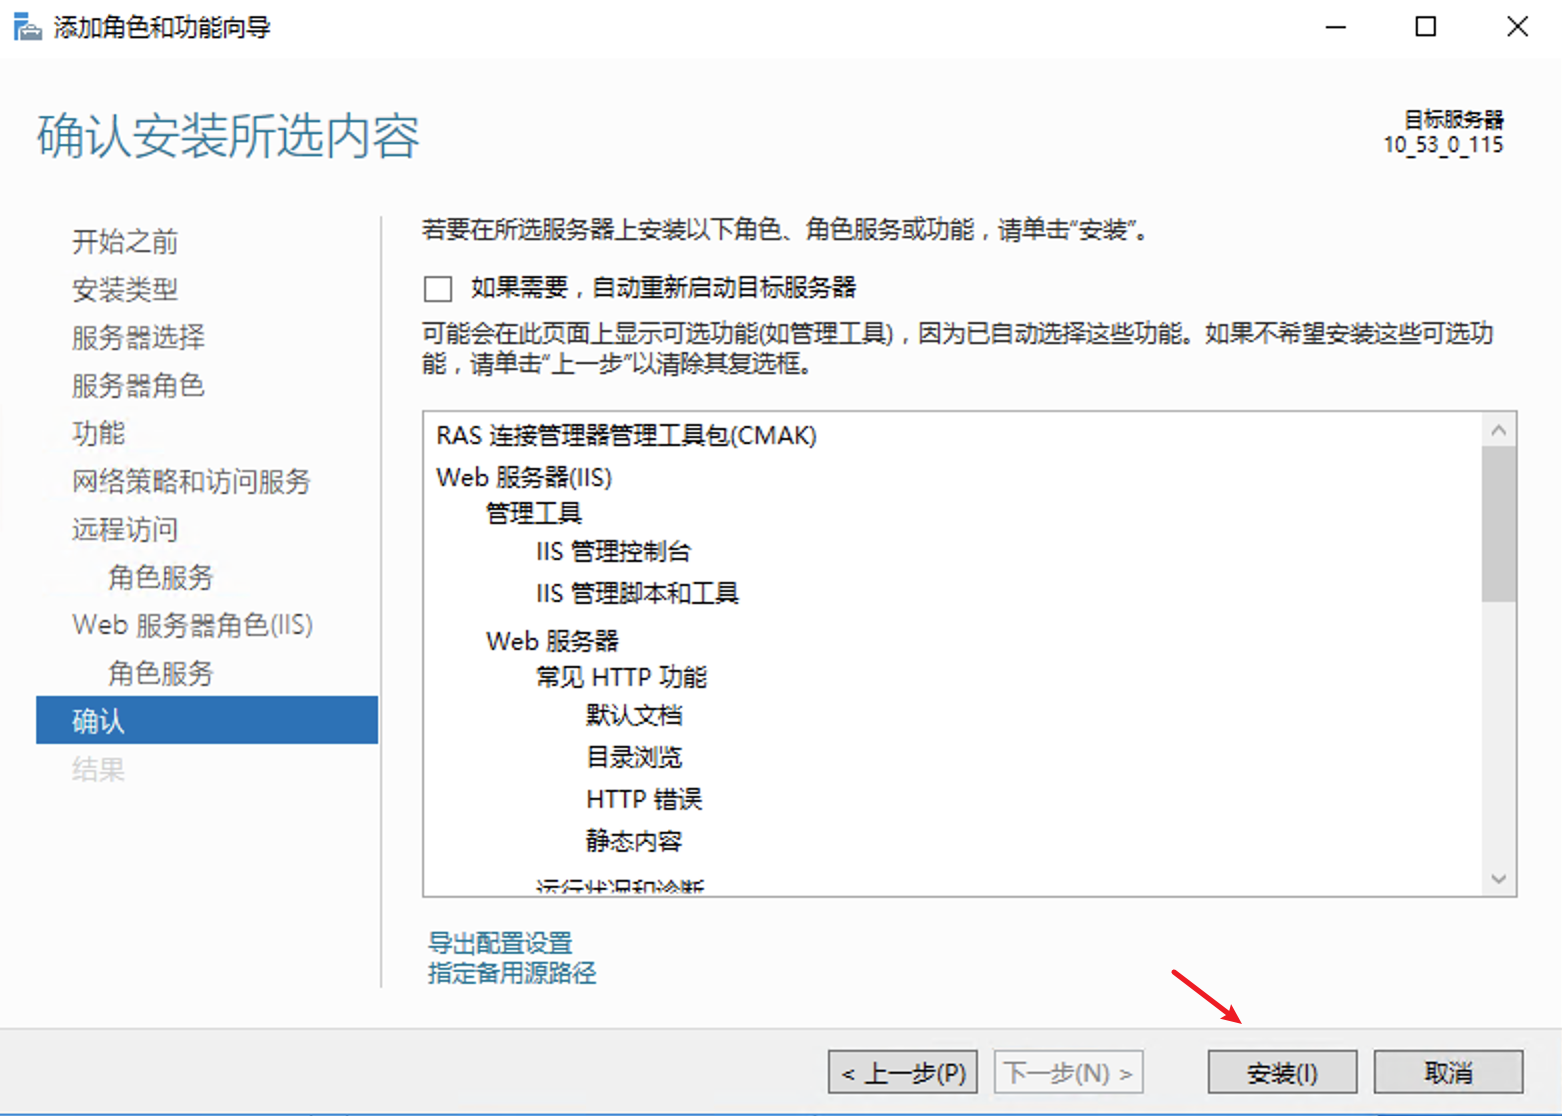 添加角色和功能向导
确认安装所选内容
目标服务器
10_53_0_115
开始之前
安装类型
服务器选择
服务器角色
功能
网络策略和访问服务
远程访问
角色服务
Web 服务器角色(IIS)
角色服务
确认
结果
若要在所选服务器上安装以下角色、角色服务或功能，请单击“安装”。
如果需要，自动重新启动目标服务器
可能会在此页面上显示可选功能(如管理工具)，因为已自动选择这些功能。如果不希望安装这些可选功
能，请单击“上一步”以清除其复选框。
RAS 连接管理器管理工具包(CMAK)
Web 服务器(IIS)
管理工具
IIS 管理控制台
IIS 管理脚本和工具
Web 服务器
常见 HTTP 功能
默认文档
目录浏览
HTTP 错误
静态内容
运行状况和诊断
导出配置设置
指定备用源路径
< 上一步(P)
下一步(N) >
安装(I)
取消